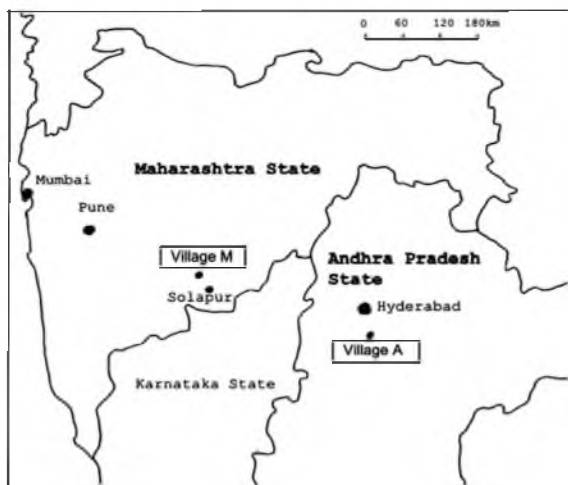 0 60 120 180km
Maharashtra State
Mumbai
Pune
Village M
Solapur
Andhra Pradesh
State
Hyderabad
Village A
Karnataka State